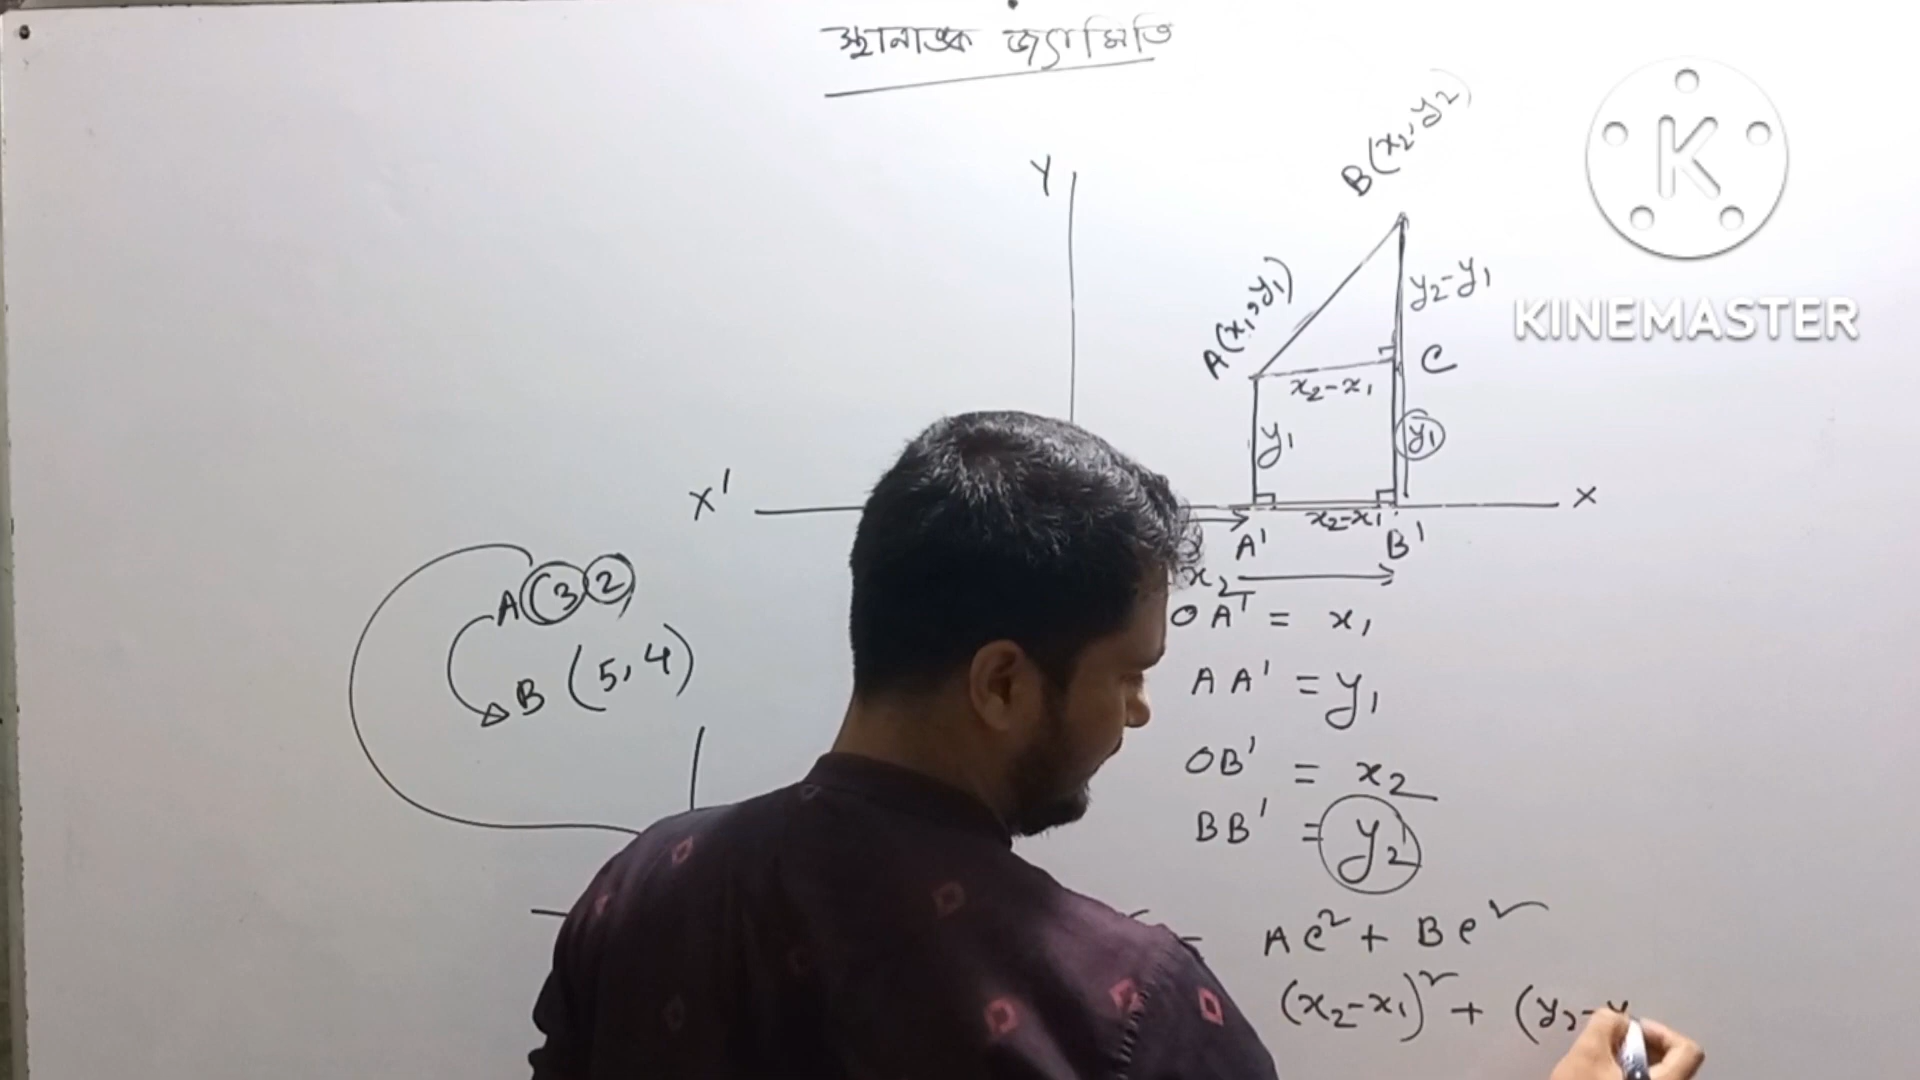 স্থানাঙ্ক জ্যামিতি
Y
B(x₂, y₂)
A(x₁, y₁)
y₂-y₁
C
x₂-x₁
y₁
y₁
X'
X
x₂-x₁
A'
B'
x₂
A(3 2)
B (5, 4)
OA' = x₁
AA' = y₁
OB' = x₂
BB' = y₂
AC² + BC²
(x₂-x₁)² + (y₂-y
K
KINEMASTER